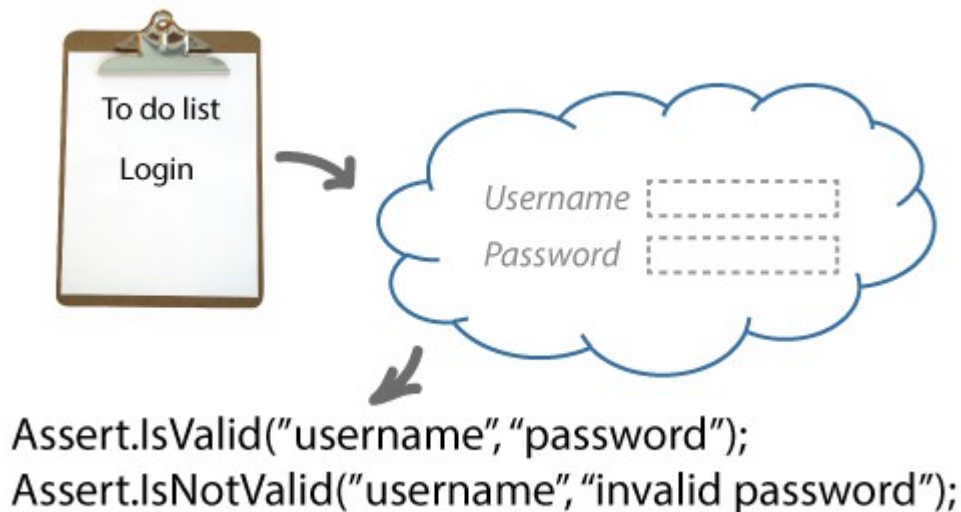 To do list
Login
Username
Password
Assert.IsValid("username", "password");
Assert.IsNotValid("username", "invalid password");